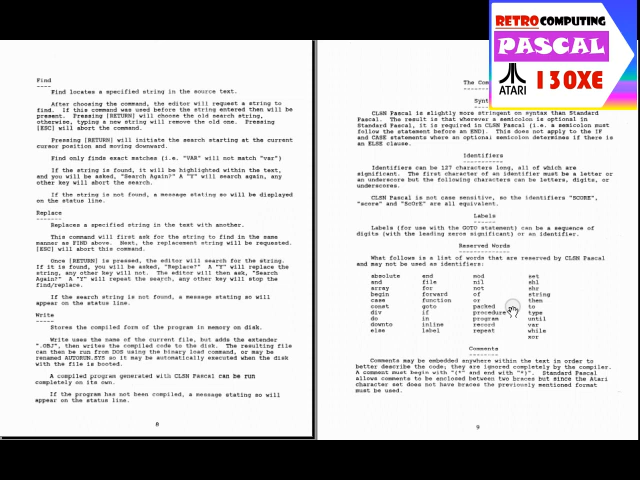 Find
----
Find locates a specified string in the source text.
After choosing the command, the editor will request a string to
find. If this command was used before the string entered then will be
present. Pressing [RETURN] will choose the old search string,
otherwise, typing a new string will remove the old one. Pressing
[ESC] will abort the command.
Pressing [RETURN] will initiate the search starting at the current
cursor position and moving downward.
Find only finds exact matches (i.e. "VAR" will not match "var")
If the string is found, it will be highlighted within the text,
and you will be asked, "Search Again?" A "Y" will search again, any
other key will abort the search.
If the string is not found, a message stating so will be displayed
on the status line.
Replace
-------
Replaces a specified string in the text with another.
This command will first ask for the string to find in the same
manner as FIND above. Next, the replacement string will be requested.
[ESC] will abort this command.
Once [RETURN] is pressed, the editor will search for the string.
If it is found, you will be asked, "Replace?" A "Y" will replace the
string, any other key will not. The editor will then ask, "Search
Again?" A "Y" will repeat the search, any other key will stop the
find/replace.
If the search string is not found, a message stating so will
appear on the status line.
Write
-----
Stores the compiled form of the program in memory on disk.
Write uses the name of the current file, but adds the extender
".OBJ", then writes the compiled code to the disk. The resulting file
can then be run from DOS using the binary load command, or may be
renamed AUTORUN.SYS so it may be automatically executed when the disk
with the file is booted.
A compiled program generated with CLSN Pascal can be run
completely on its own.
If the program has not been compiled, a message stating so will
appear on the status line.
8
The Com
Synt
CLSN Pascal is slightly more stringent on syntax than Standard
Pascal. The result is that wherever a semicolon is optional in
Standard Pascal, it is required in CLSN Pascal (i.e. a semicolon must
follow the statement before an END). This does not apply to the IF
and CASE statements where an optional semicolon determines if there is
an ELSE clause.
Identifiers
-----------
Identifiers can be 127 characters long, all of which are
significant. The first character of an identifier must be a letter or
an underscore but the following characters can be letters, digits, or
underscores.
CLSN Pascal is not case sensitive, so the identifiers "SCORE",
"score" and "ScOrE" are all equivalent.
Labels
------
Labels (for use with the GOTO statement) can be a sequence of
digits (with the leading zeros significant) or an identifier.
Reserved Words
--------------
What follows is a list of words that are reserved by CLSN Pascal
and may not be used as identifiers:
absolute end mod set
and file nil shl
array for not shr
begin forward of string
case function or then
const goto packed to
div if procedure type
do in program until
downto inline record var
else label repeat while
xor
Comments
--------
Comments may be embedded anywhere within the text in order to
better describe the code; they are ignored completely by the compiler.
A comment must begin with "(*" and end with "*)". Standard Pascal
allows comments to be enclosed between two braces but since the Atari
character set does not have braces the previously mentioned format
must be used.
9
RETROCOMPUTING
PASCAL
ATARI 130XE